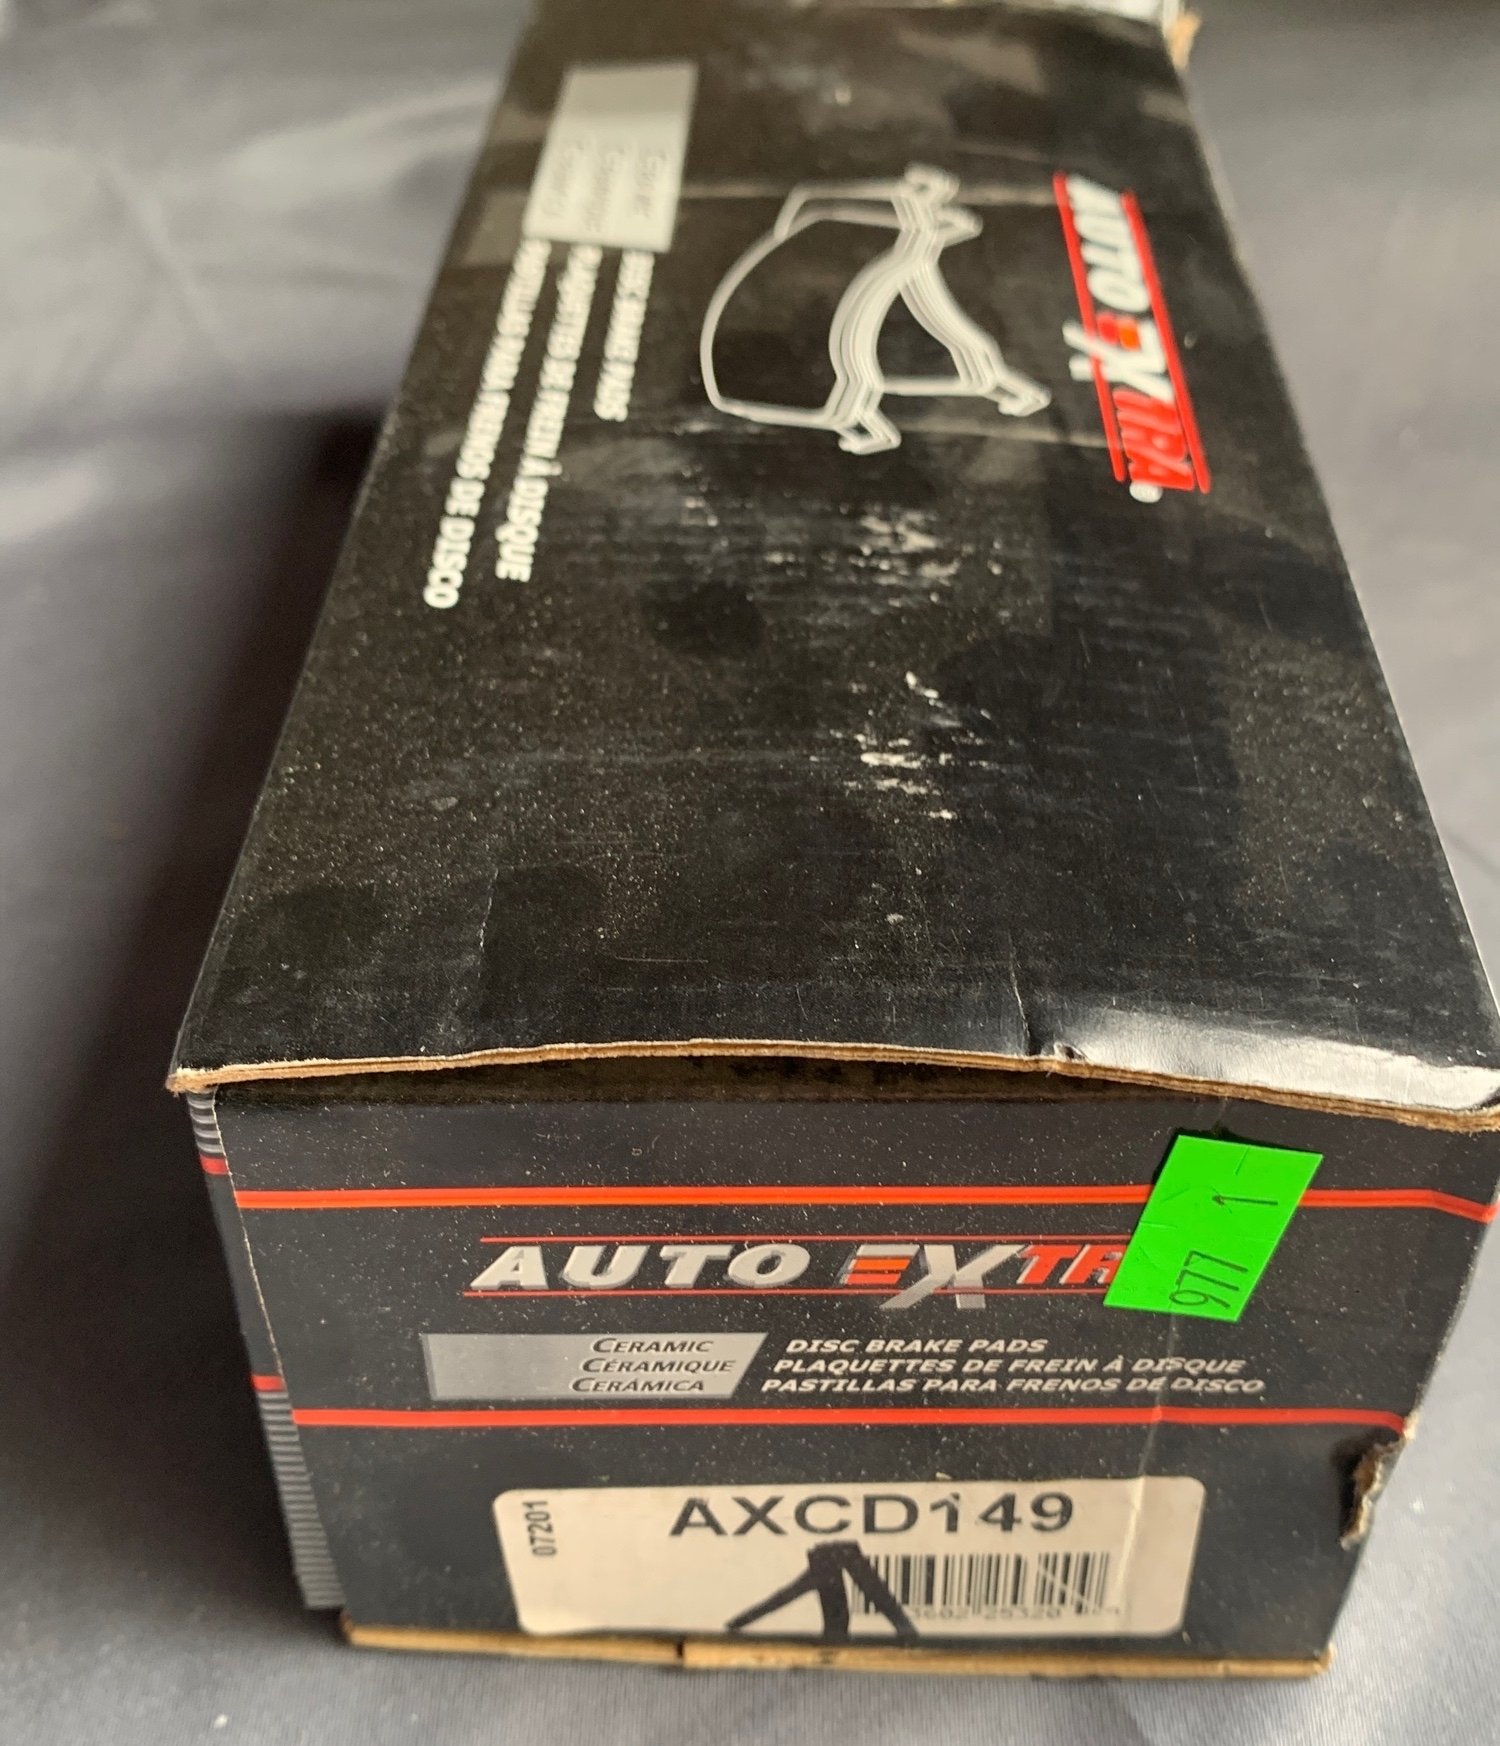 AUTO EXTRA®
DISC BRAKE PADS
PLAQUETTES DE FREIN À DISQUE
PASTILLAS PARA FRENOS DE DISCO
977 1
AUTO EXTR
CERAMIC DISC BRAKE PADS
CÉRAMIQUE PLAQUETTES DE FREIN À DISQUE
CERÁMICA PASTILLAS PARA FRENOS DE DISCO
07201
AXCD149
25320